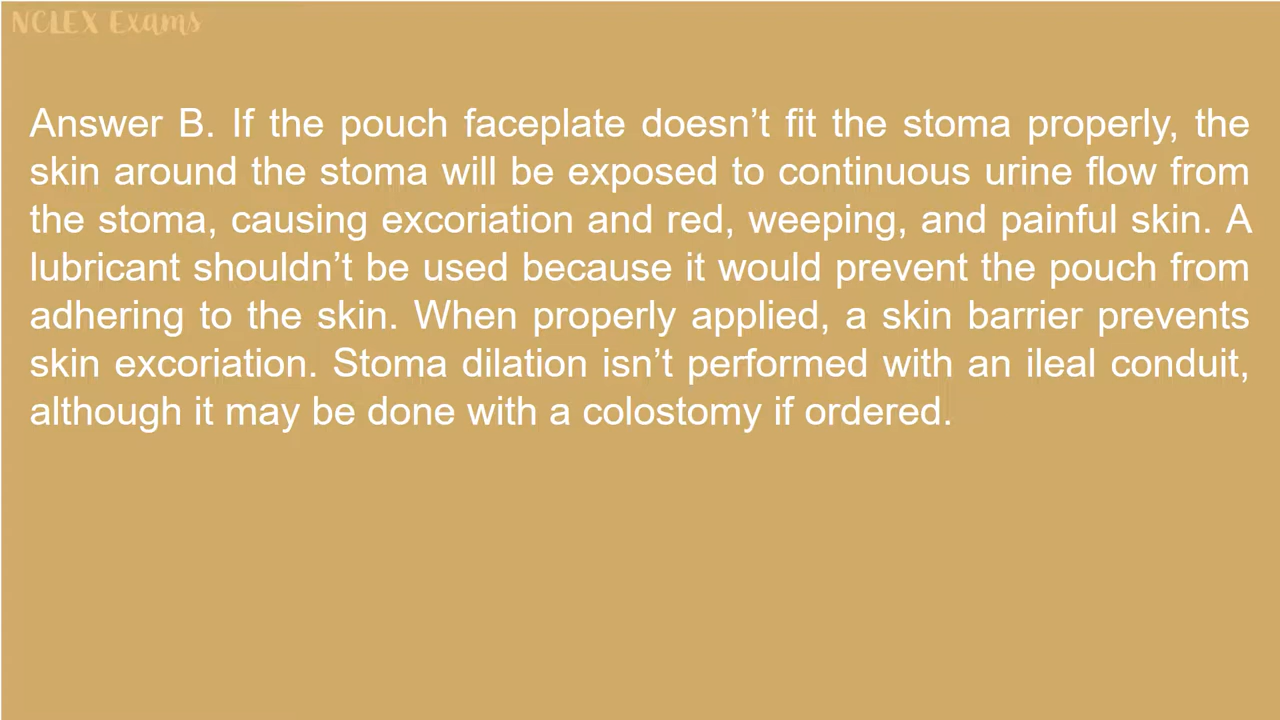 NCLEX Exams
Answer B. If the pouch faceplate doesn’t fit the stoma properly, the
skin around the stoma will be exposed to continuous urine flow from
the stoma, causing excoriation and red, weeping, and painful skin. A
lubricant shouldn’t be used because it would prevent the pouch from
adhering to the skin. When properly applied, a skin barrier prevents
skin excoriation. Stoma dilation isn’t performed with an ileal conduit,
although it may be done with a colostomy if ordered.